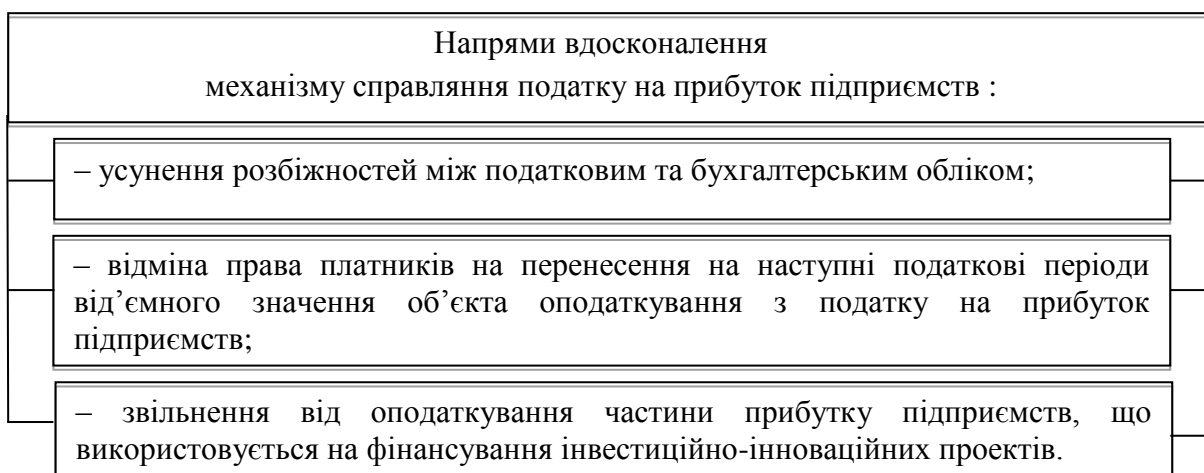 Напрями вдосконалення
механізму справляння податку на прибуток підприємств :
– усунення розбіжностей між податковим та бухгалтерським обліком;
– відміна права платників на перенесення на наступні податкові періоди
від’ємного значення об’єкта оподаткування з податку на прибуток
підприємств;
– звільнення від оподаткування частини прибутку підприємств, що
використовується на фінансування інвестиційно-інноваційних проектів.